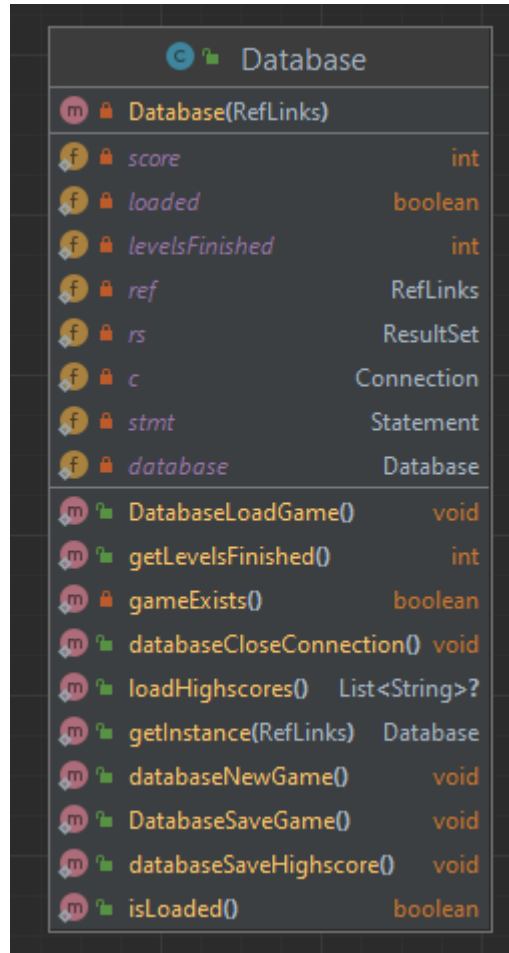 C Database
m Database(RefLinks)
f score int
f loaded boolean
f levelsFinished int
f ref RefLinks
f rs ResultSet
f c Connection
f stmt Statement
f database Database
m DatabaseLoadGame() void
m getLevelsFinished() int
m gameExists() boolean
m databaseCloseConnection() void
m loadHighscores() List<String>?
m getInstance(RefLinks) Database
m databaseNewGame() void
m DatabaseSaveGame() void
m databaseSaveHighscore() void
m isLoaded() boolean